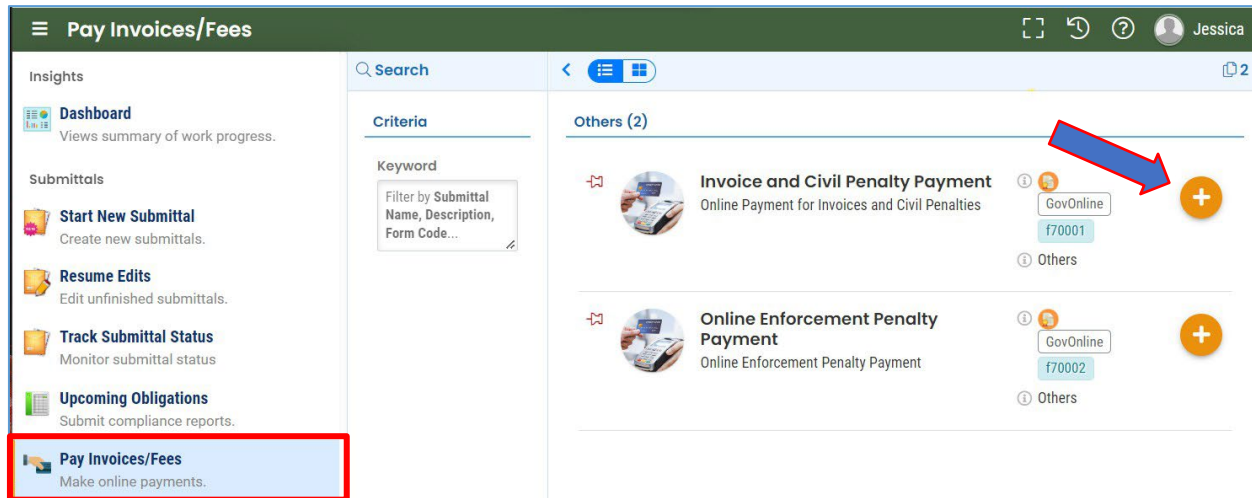 Pay Invoices/Fees
Jessica
Insights
Dashboard
Views summary of work progress.
Submittals
Start New Submittal
Create new submittals.
Resume Edits
Edit unfinished submittals.
Track Submittal Status
Monitor submittal status
Upcoming Obligations
Submit compliance reports.
Pay Invoices/Fees
Make online payments.
Search
Criteria
Keyword
Filter by Submittal
Name, Description,
Form Code...
2
Others (2)
Invoice and Civil Penalty Payment
Online Payment for Invoices and Civil Penalties
GovOnline
f70001
Others
Online Enforcement Penalty
Payment
Online Enforcement Penalty Payment
GovOnline
f70002
Others